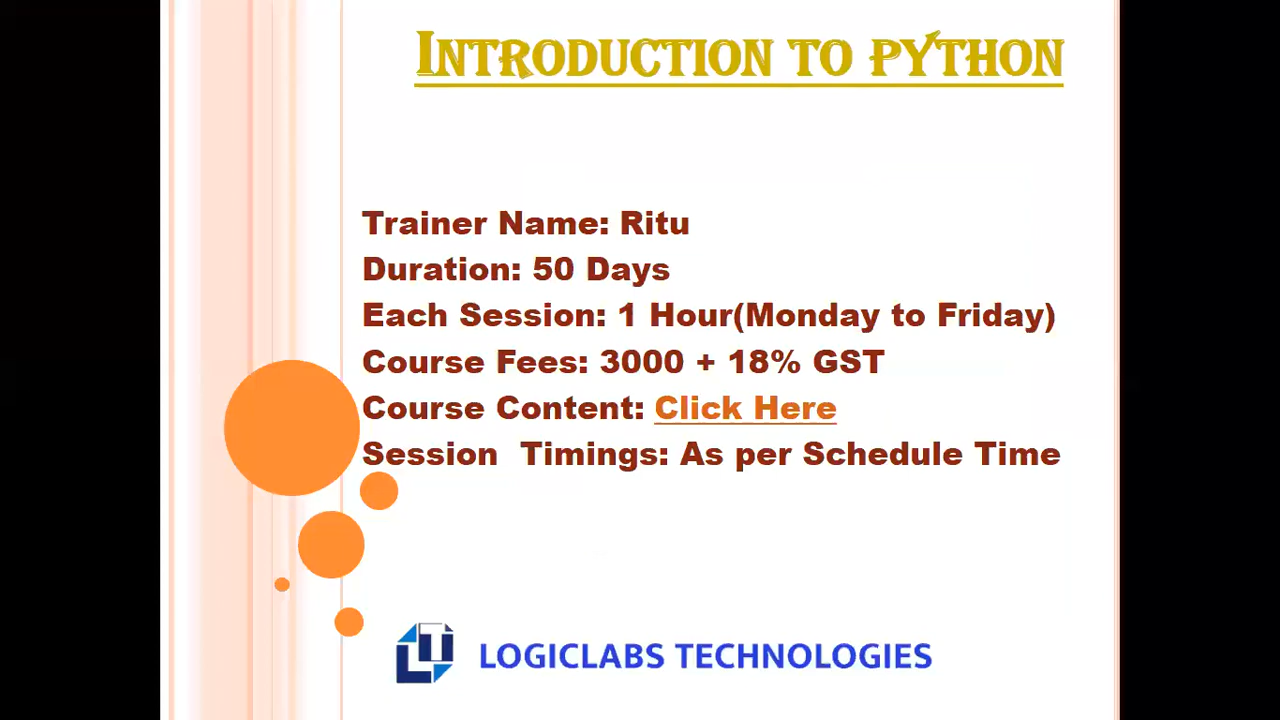 INTRODUCTION TO PYTHON
Trainer Name: Ritu
Duration: 50 Days
Each Session: 1 Hour(Monday to Friday)
Course Fees: 3000 + 18% GST
Course Content: Click Here
Session  Timings: As per Schedule Time
LOGICLABS TECHNOLOGIES